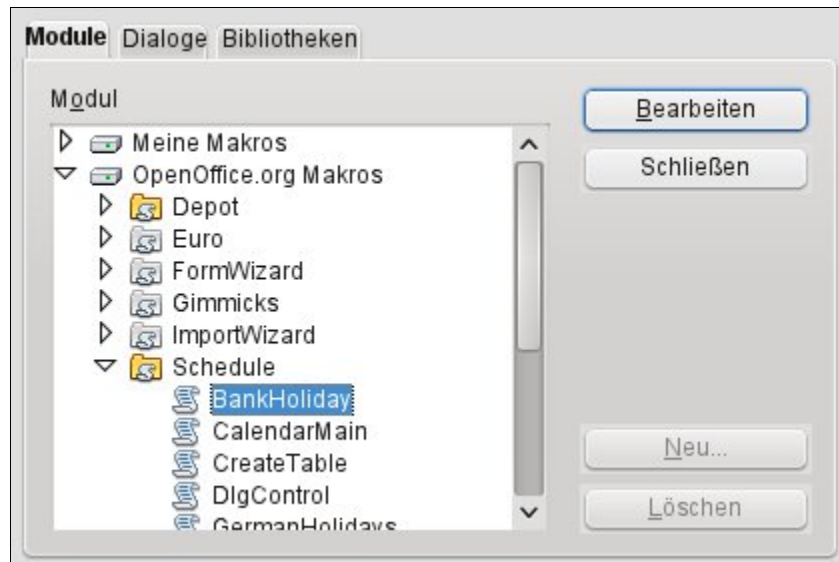 Module Dialoge Bibliotheken
Modul
Bearbeiten
Schließen
Meine Makros
OpenOffice.org Makros
Depot
Euro
FormWizard
Gimmicks
ImportWizard
Schedule
BankHoliday
CalendarMain
CreateTable
DlgControl
GermanHolidays
Neu...
Löschen